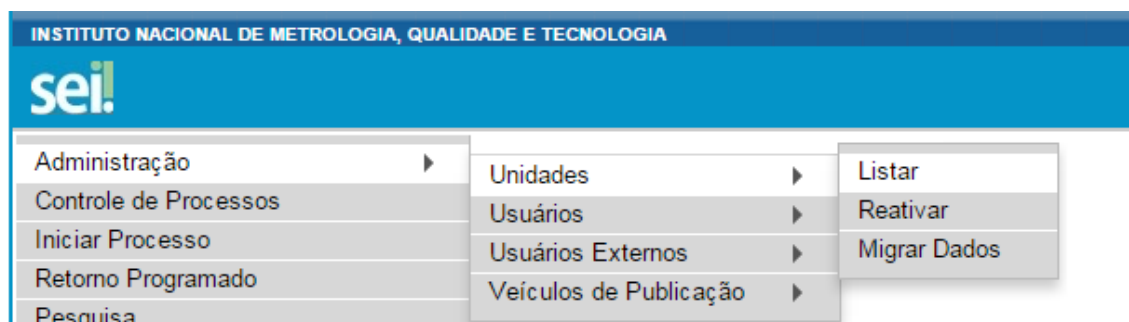 INSTITUTO NACIONAL DE METROLOGIA, QUALIDADE E TECNOLOGIA
sei!
Administração
Controle de Processos
Iniciar Processo
Retorno Programado
Pesquisa
Unidades
Usuários
Usuários Externos
Veículos de Publicação
Listar
Reativar
Migrar Dados